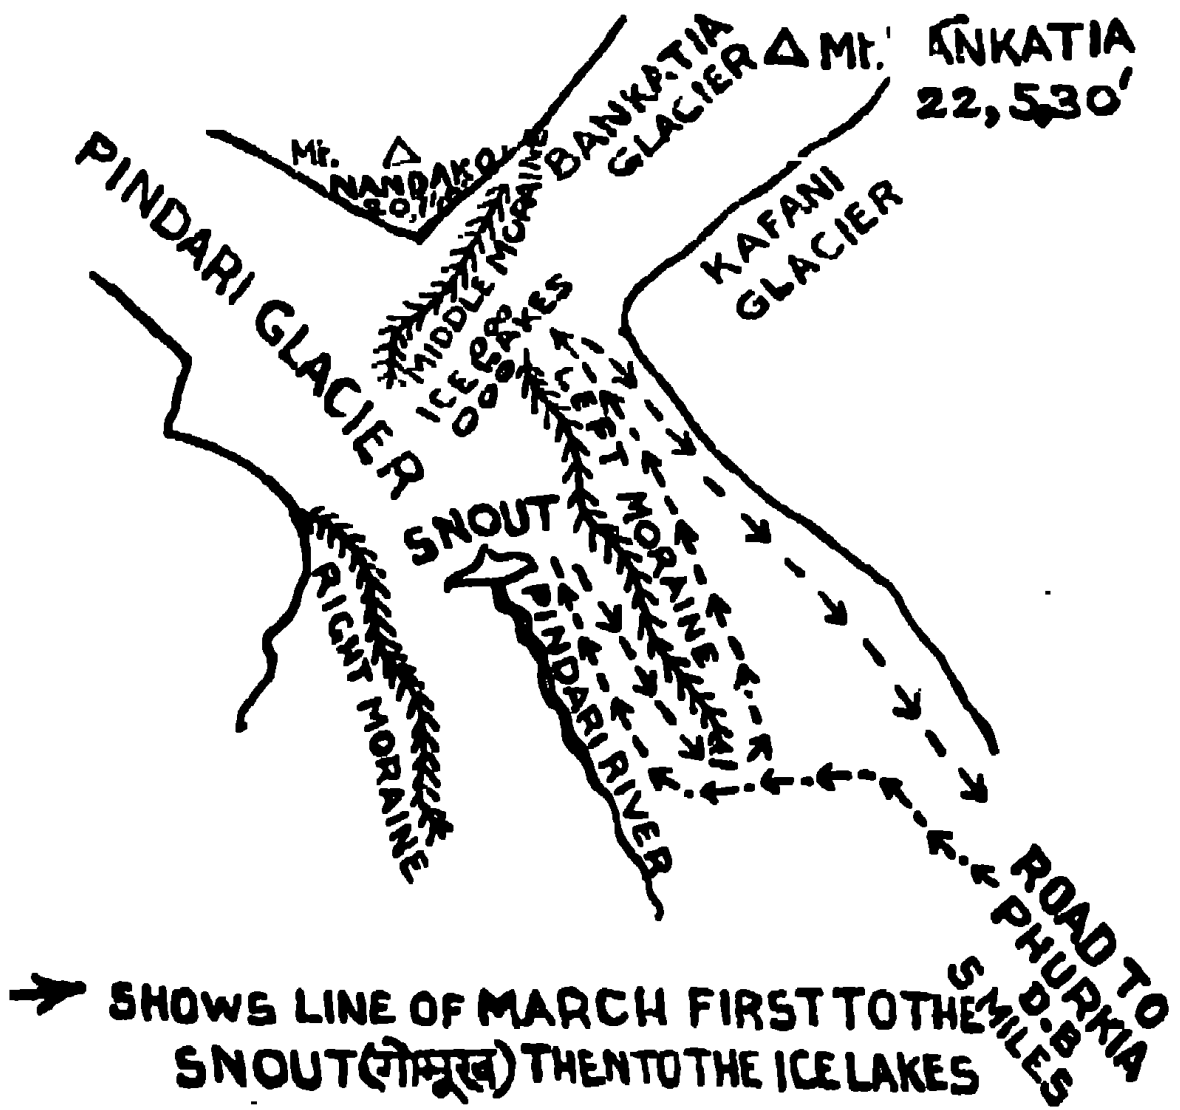 PINDARI GLACIER
Mt.
BANKATIA
GLACIER
Mt. ANKATIA
22,530'
KAFANI
GLACIER
MIDDLE MORAINE
ICE LAKES
LEFT MORAINE
SNOUT
PINDARI RIVER
RIGHT MORAINE
ROAD TO
PHURKIA
D.B
5 MILES
SHOWS LINE OF MARCH FIRST TO THE
SNOUT (गोमूख) THEN TO THE ICE LAKES